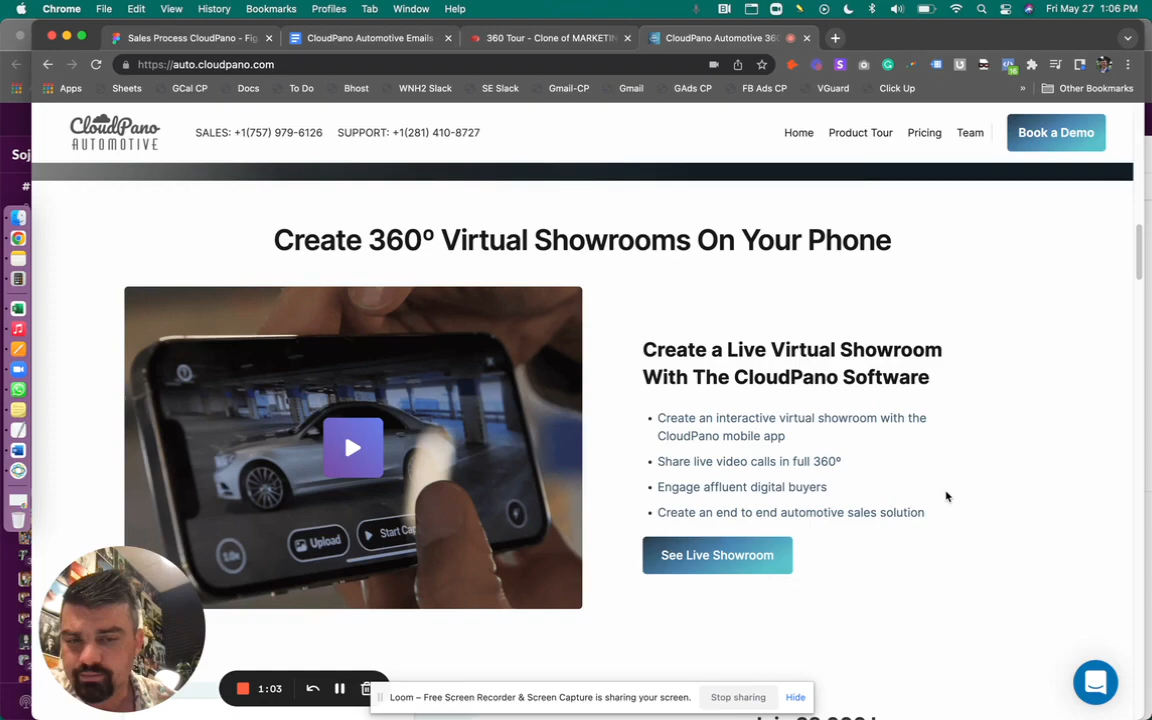 Chrome File Edit View History Bookmarks Profiles Tab Window Help
Fri May 27 1:06 PM
Sales Process CloudPano - Fig
CloudPano Automotive Emails
360 Tour - Clone of MARKETIN
CloudPano Automotive 360
https://auto.cloudpano.com
16
Apps Sheets GCal CP Docs To Do Bhost WNH2 Slack SE Slack Gmail-CP Gmail GAds CP FB Ads CP VGuard Click Up » Other Bookmarks
CloudPano
AUTOMOTIVE
SALES: +1(757) 979-6126 SUPPORT: +1(281) 410-8727
Home Product Tour Pricing Team Book a Demo
Soj
#
Create 360º Virtual Showrooms On Your Phone
Create a Live Virtual Showroom
With The CloudPano Software
• Create an interactive virtual showroom with the
CloudPano mobile app
• Share live video calls in full 360º
• Engage affluent digital buyers
• Create an end to end automotive sales solution
See Live Showroom
Upload
Start Cap
1:03
Loom – Free Screen Recorder & Screen Capture is sharing your screen.
Stop sharing
Hide